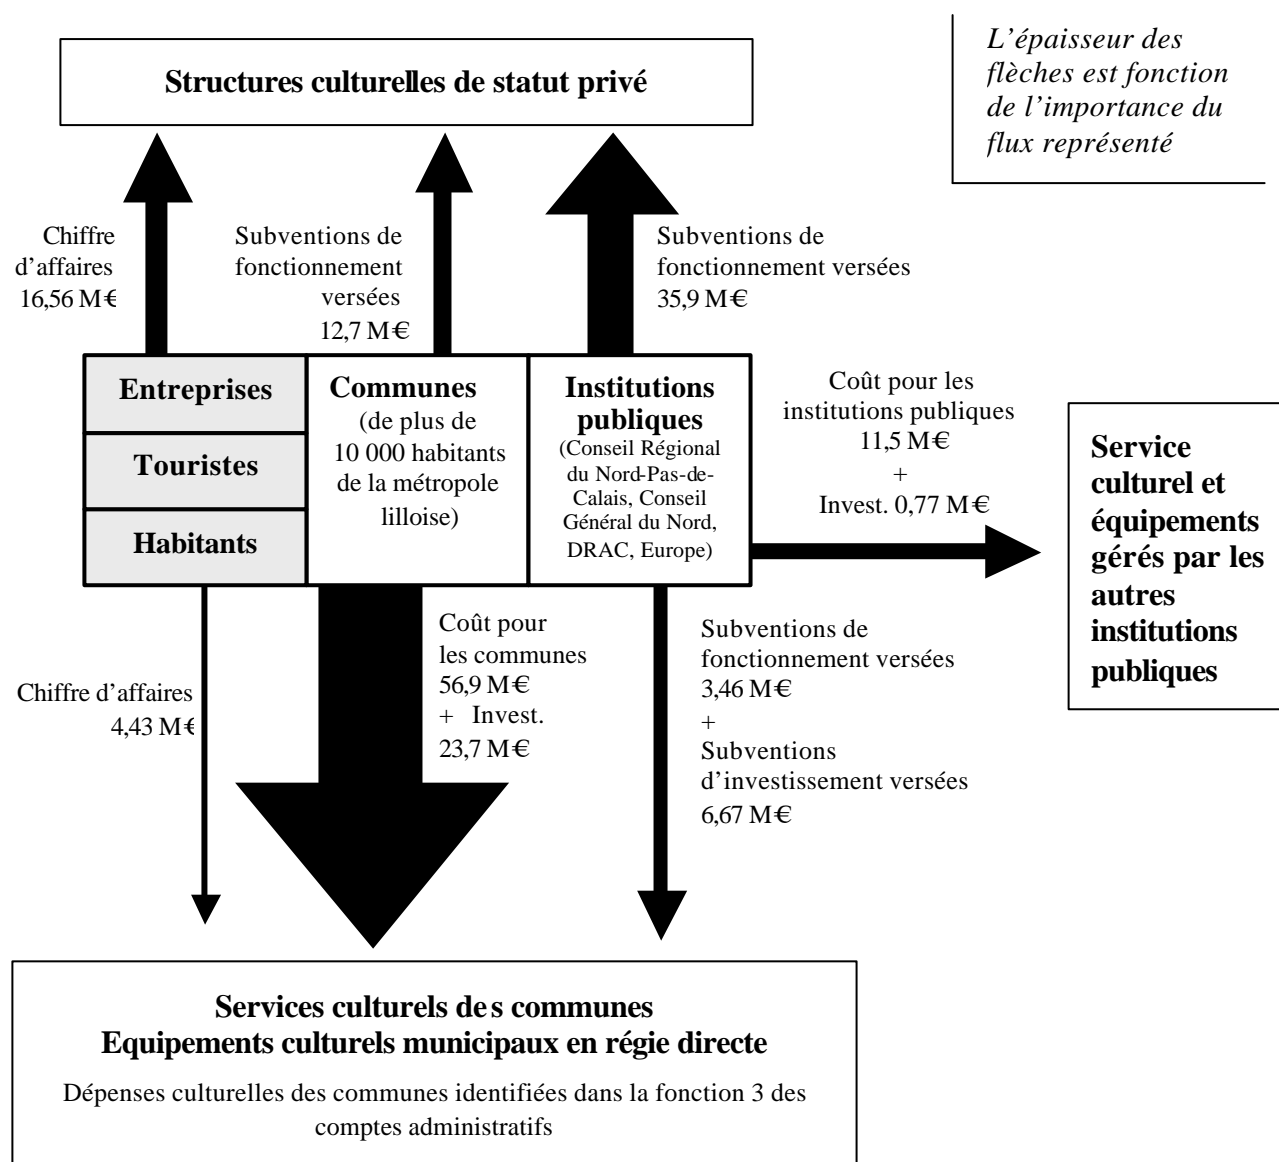 L'épaisseur des
flèches est fonction
de l'importance du
flux représenté
Structures culturelles de statut privé
Chiffre
d'affaires
16,56 M€
Subventions de
fonctionnement
versées
12,7 M€
Subventions de
fonctionnement versées
35,9 M€
Entreprises
Touristes
Habitants
Communes
(de plus de
10 000 habitants
de la métropole
lilloise)
Institutions
publiques
(Conseil Régional
du Nord-Pas-de-
Calais, Conseil
Général du Nord,
DRAC, Europe)
Coût pour les
institutions publiques
11,5 M€
+
Invest. 0,77 M€
Service
culturel et
équipements
gérés par les
autres
institutions
publiques
Chiffre d'affaires
4,43 M€
Coût pour
les communes
56,9 M€
+ Invest.
23,7 M€
Subventions de
fonctionnement versées
3,46 M€
+
Subventions
d'investissement versées
6,67 M€
Services culturels des communes
Equipements culturels municipaux en régie directe
Dépenses culturelles des communes identifiées dans la fonction 3 des
comptes administratifs